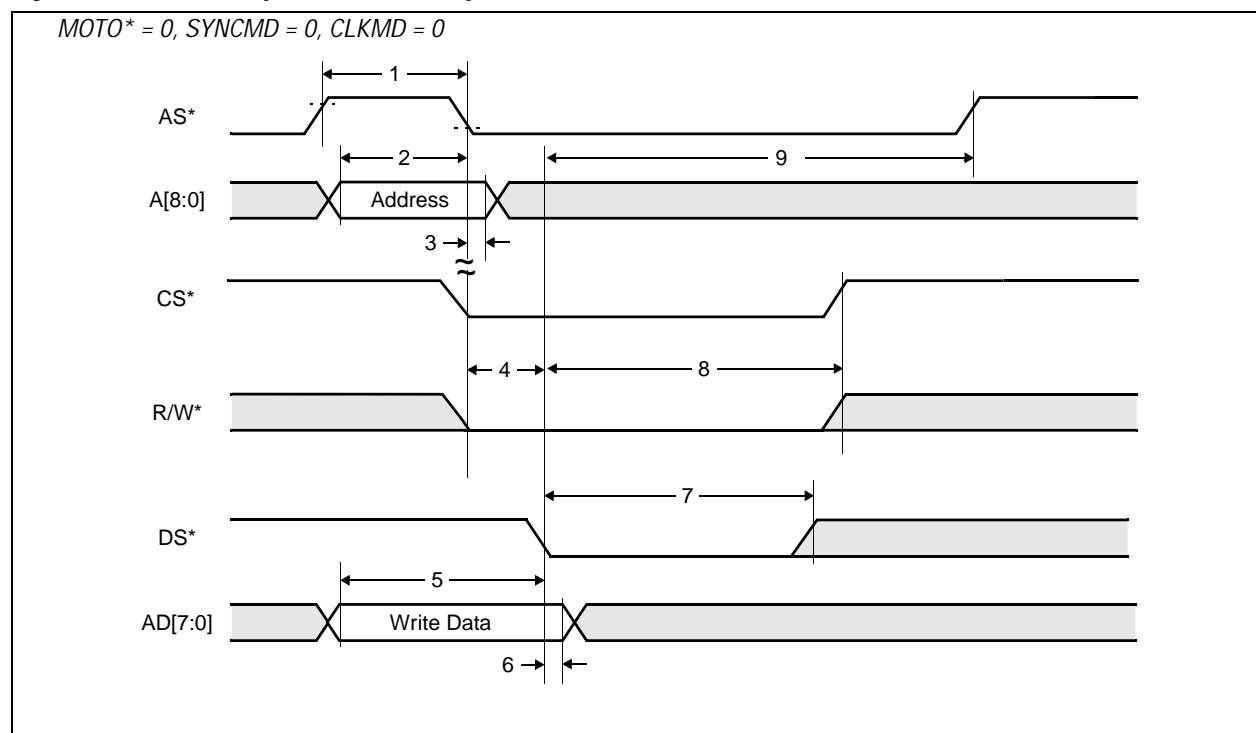 MOTO* = 0, SYNCMD = 0, CLKMD = 0
1
AS*
2
9
A[8:0]
Address
3
CS*
4
8
R/W*
7
DS*
5
AD[7:0]
Write Data
6